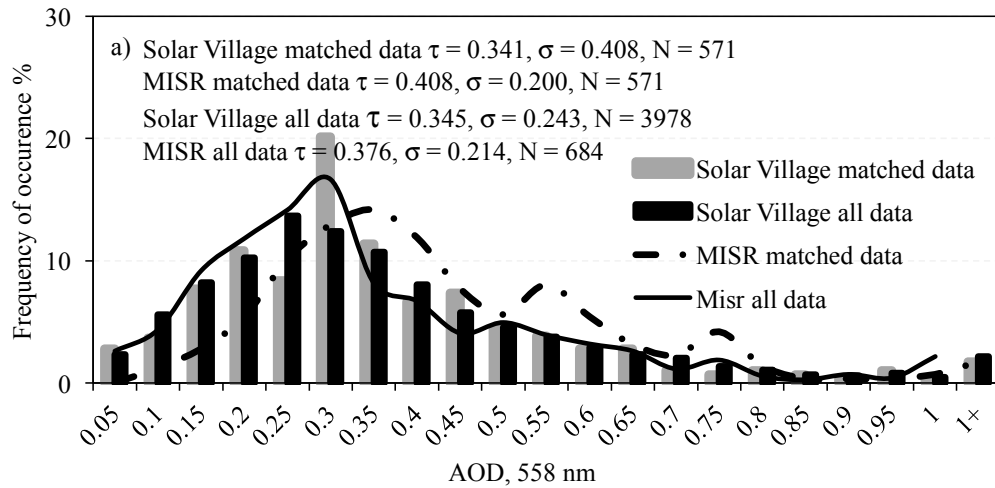 30
a) Solar Village matched data τ = 0.341, σ = 0.408, N = 571
MISR matched data τ = 0.408, σ = 0.200, N = 571
Solar Village all data τ = 0.345, σ = 0.243, N = 3978
MISR all data τ = 0.376, σ = 0.214, N = 684
20
10
0
Frequency of occurence %
Solar Village matched data
Solar Village all data
MISR matched data
Misr all data
0.05 0.1 0.15 0.2 0.25 0.3 0.35 0.4 0.45 0.5 0.55 0.6 0.65 0.7 0.75 0.8 0.85 0.9 0.95 1 1+
AOD, 558 nm